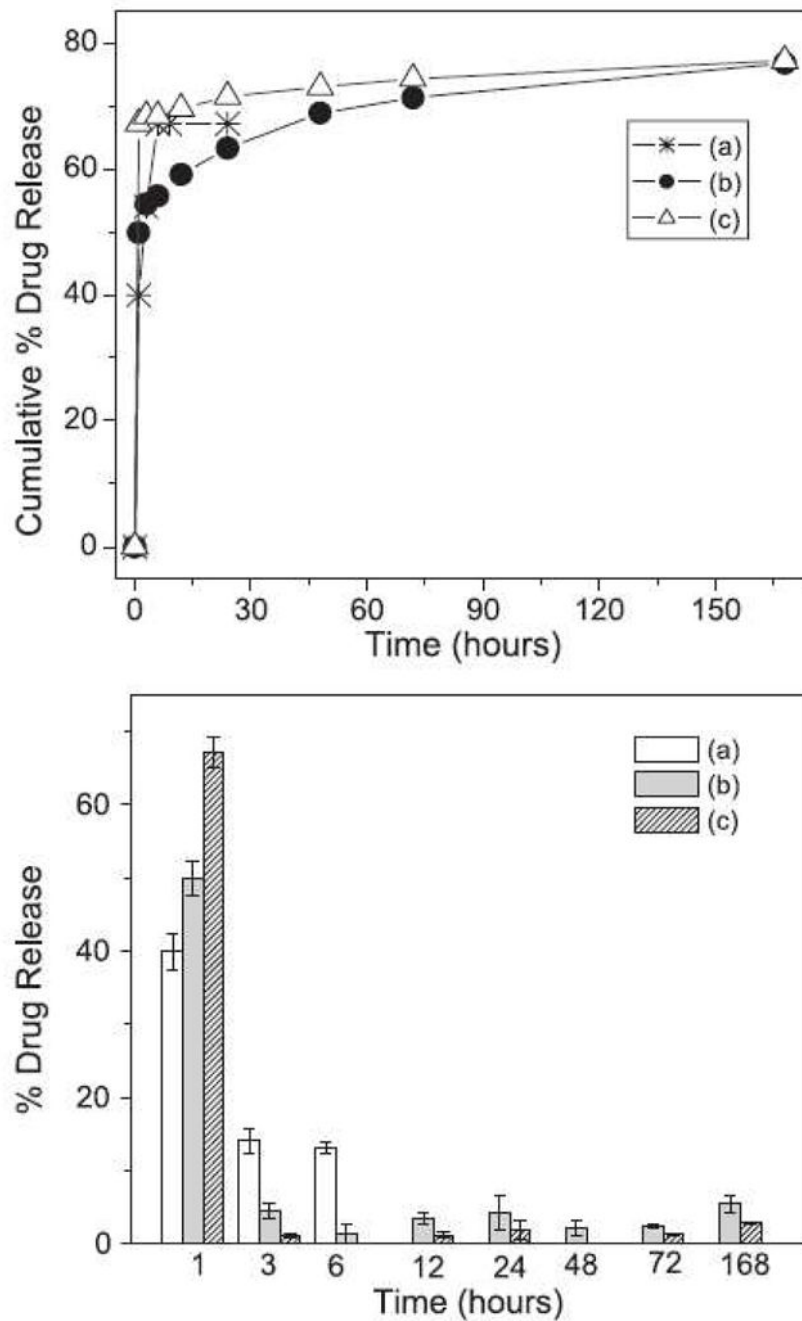 80
60
40
20
0
Cumulative % Drug Release
(a)
(b)
(c)
0 30 60 90 120 150
Time (hours)
60
40
20
0
% Drug Release
(a)
(b)
(c)
1 3 6 12 24 48 72 168
Time (hours)